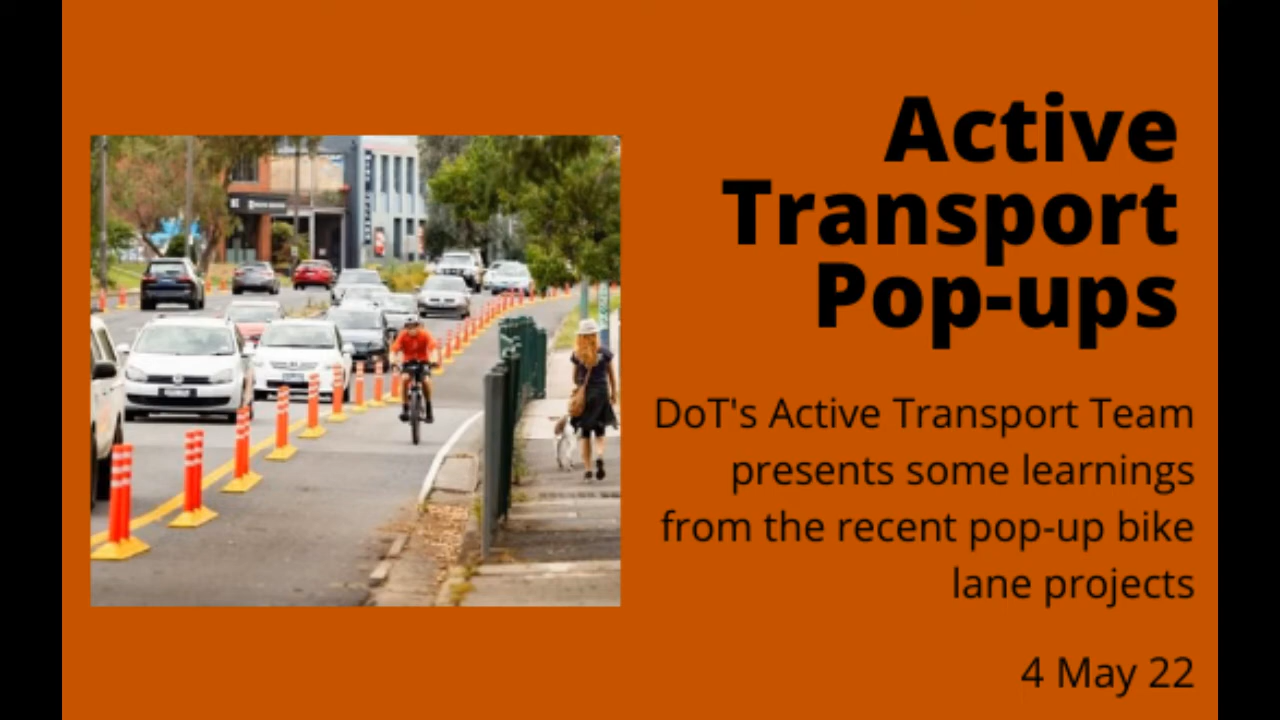 Active
Transport
Pop-ups
DoT's Active Transport Team
presents some learnings
from the recent pop-up bike
lane projects
4 May 22